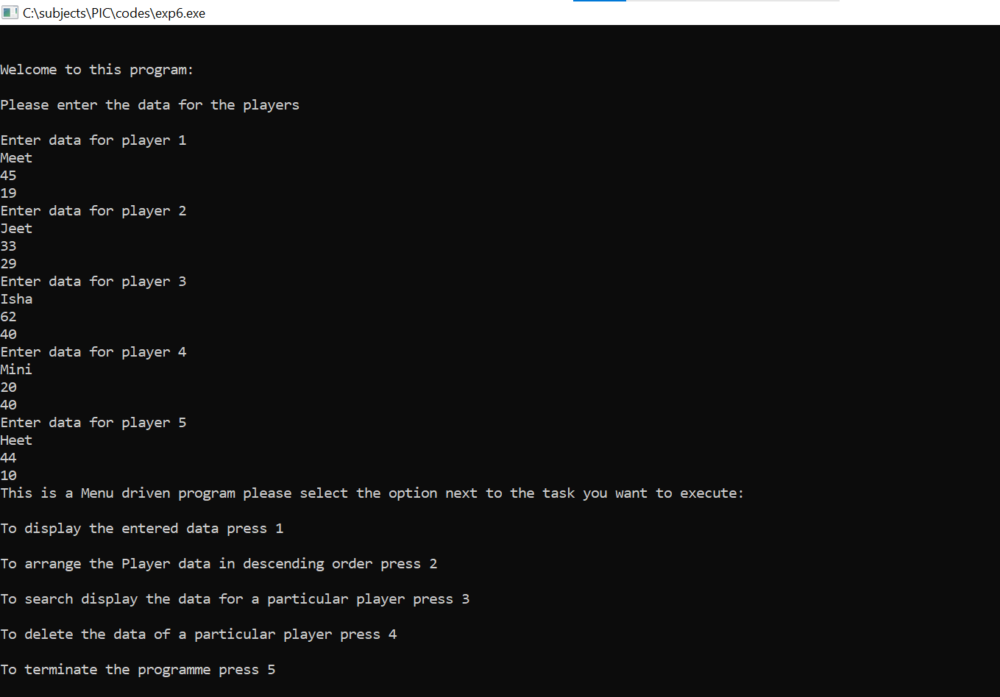 C:\subjects\PIC\codes\exp6.exe
Welcome to this program:
Please enter the data for the players
Enter data for player 1
Meet
45
19
Enter data for player 2
Jeet
33
29
Enter data for player 3
Isha
62
40
Enter data for player 4
Mini
20
40
Enter data for player 5
Heet
44
10
This is a Menu driven program please select the option next to the task you want to execute:
To display the entered data press 1
To arrange the Player data in descending order press 2
To search display the data for a particular player press 3
To delete the data of a particular player press 4
To terminate the programme press 5